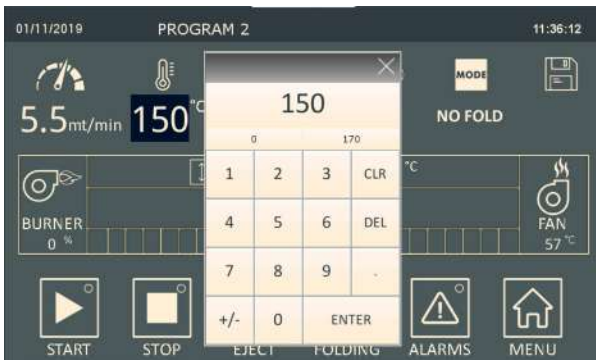 01/11/2019 PROGRAM 2 11:36:12
5.5mt/min 150°C
MODE
NO FOLD
150
0 170
1 2 3 CLR
4 5 6 DEL
7 8 9 .
+/- 0 ENTER
°C
BURNER
0 %
FAN
57 °C
START STOP EJECT FOLDING ALARMS MENU